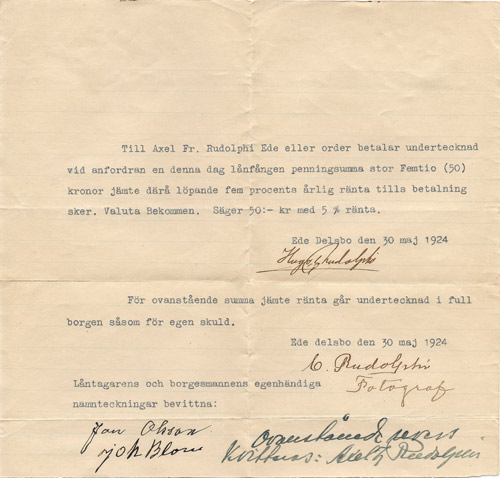 Till Axel Fr. Rudolphi Ede eller order betalar undertecknad
vid anfordran en denna dag lånfången penningsumma stor Femtio (50)
kronor jämte därå löpande fem procents årlig ränta tills betalning
sker. Valuta Bekommen. Säger 50:- kr med 5 % ränta.
Ede Delsbo den 30 maj 1924
Hugo Rudolphi
För ovanstående summa jämte ränta går undertecknad i full
borgen såsom för egen skuld.
Ede delsbo den 30 maj 1924
C. Rudolphi
Fotograf
Låntagarens och borgesmannens egenhändiga
namnteckningar bevittna:
Jon Olsson
Joh Blom
Ovanstående revers
Kvitteras: Axel Fr Rudolphi